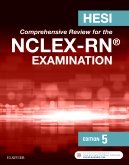 HESI
Comprehensive Review for the
NCLEX-RN®
EXAMINATION
EDITION 5
ELSEVIER